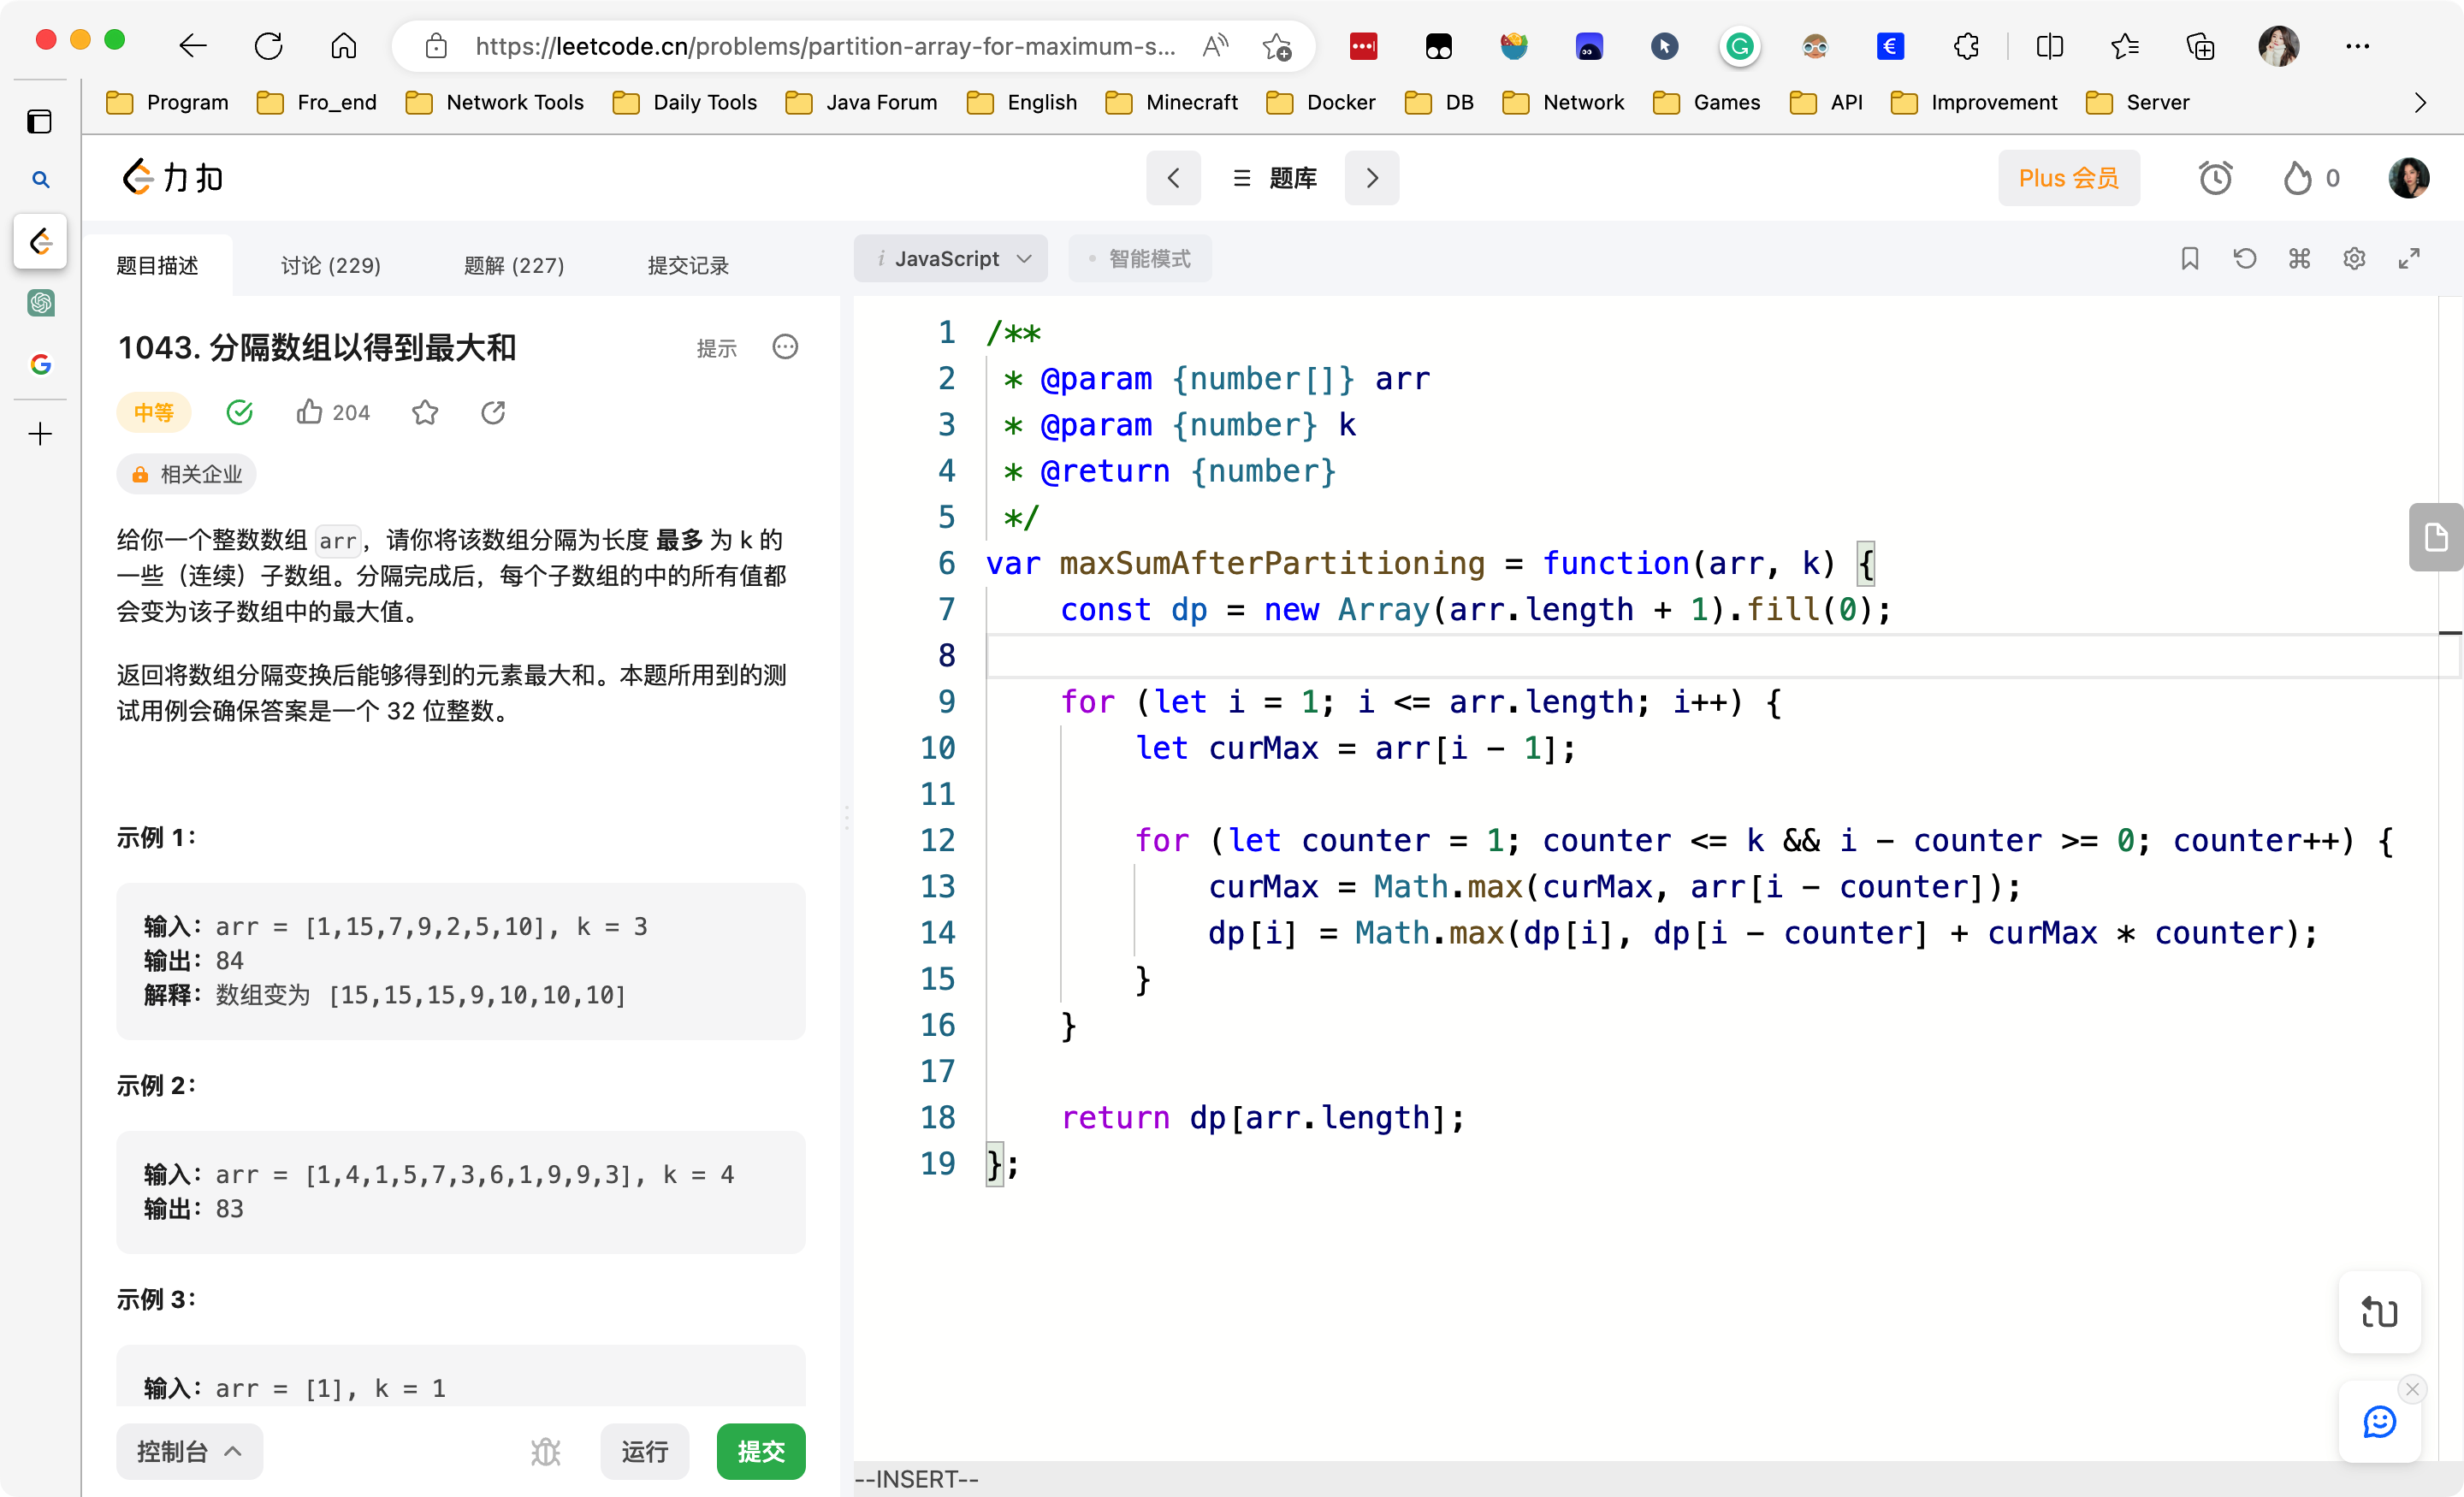 https://leetcode.cn/problems/partition-array-for-maximum-s...
Program Fro_end Network Tools Daily Tools Java Forum English Minecraft Docker DB Network Games API Improvement Server
力扣
题库
Plus 会员
0
题目描述 讨论 (229) 题解 (227) 提交记录
JavaScript 智能模式
1043. 分隔数组以得到最大和
提示
中等 204
相关企业
给你一个整数数组 arr，请你将该数组分隔为长度 最多 为 k 的
一些（连续）子数组。分隔完成后，每个子数组的中的所有值都
会变为该子数组中的最大值。
返回将数组分隔变换后能够得到的元素最大和。本题所用到的测
试用例会确保答案是一个 32 位整数。
示例 1：
输入：arr = [1,15,7,9,2,5,10], k = 3
输出：84
解释：数组变为 [15,15,15,9,10,10,10]
示例 2：
输入：arr = [1,4,1,5,7,3,6,1,9,9,3], k = 4
输出：83
示例 3：
输入：arr = [1], k = 1
控制台 运行 提交
1 /**
2 * @param {number[]} arr
3 * @param {number} k
4 * @return {number}
5 */
6 var maxSumAfterPartitioning = function(arr, k) {
7 const dp = new Array(arr.length + 1).fill(0);
8
9 for (let i = 1; i <= arr.length; i++) {
10 let curMax = arr[i - 1];
11
12 for (let counter = 1; counter <= k && i - counter >= 0; counter++) {
13 curMax = Math.max(curMax, arr[i - counter]);
14 dp[i] = Math.max(dp[i], dp[i - counter] + curMax * counter);
15 }
16 }
17
18 return dp[arr.length];
19 };
--INSERT--